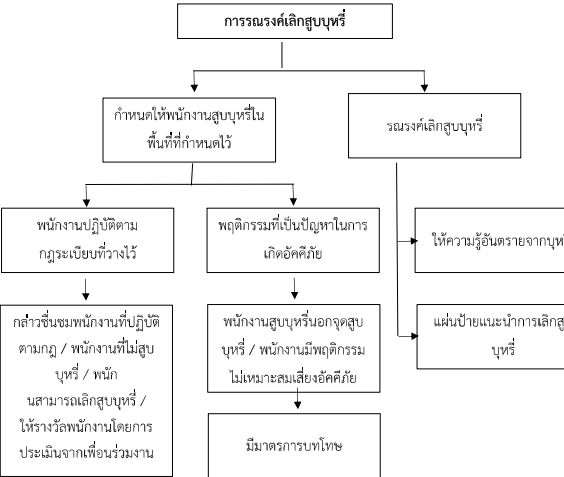 การรณรงค์เลิกสูบบุหรี่
กำหนดให้พนักงานสูบบุหรี่ใน
พื้นที่ที่กำหนดไว้
รณรงค์เลิกสูบบุหรี่
พนักงานปฏิบัติตาม
กฎระเบียบที่วางไว้
พฤติกรรมที่เป็นปัญหาในการ
เกิดอัคคีภัย
ให้ความรู้อันตรายจากบุห
กล่าวชื่นชมพนักงานที่ปฏิบัติ
ตามกฎ / พนักงานที่ไม่สูบ
บุหรี่ / พนัก
นสามารถเลิกสูบบุหรี่ /
ให้รางวัลพนักงานโดยการ
ประเมินจากเพื่อนร่วมงาน
พนักงานสูบบุหรี่นอกจุดสูบ
บุหรี่ / พนักงานมีพฤติกรรม
ไม่เหมาะสมเสี่ยงอัคคีภัย
แผ่นป้ายแนะนำการเลิกสู
บุหรี่
มีมาตรการบทโทษ